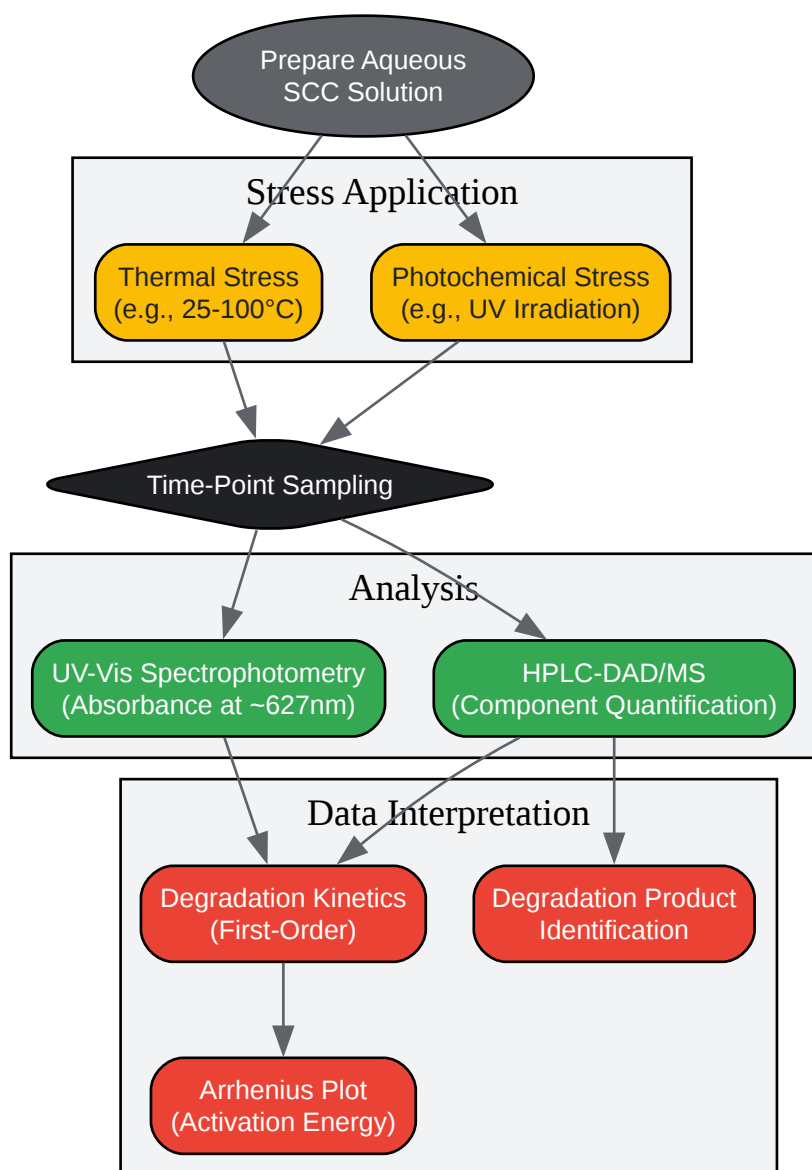 Prepare Aqueous
SCC Solution
Stress Application
Thermal Stress
(e.g., 25-100°C)
Photochemical Stress
(e.g., UV Irradiation)
Time-Point Sampling
Analysis
UV-Vis Spectrophotometry
(Absorbance at ~627nm)
HPLC-DAD/MS
(Component Quantification)
Data Interpretation
Degradation Kinetics
(First-Order)
Degradation Product
Identification
Arrhenius Plot
(Activation Energy)